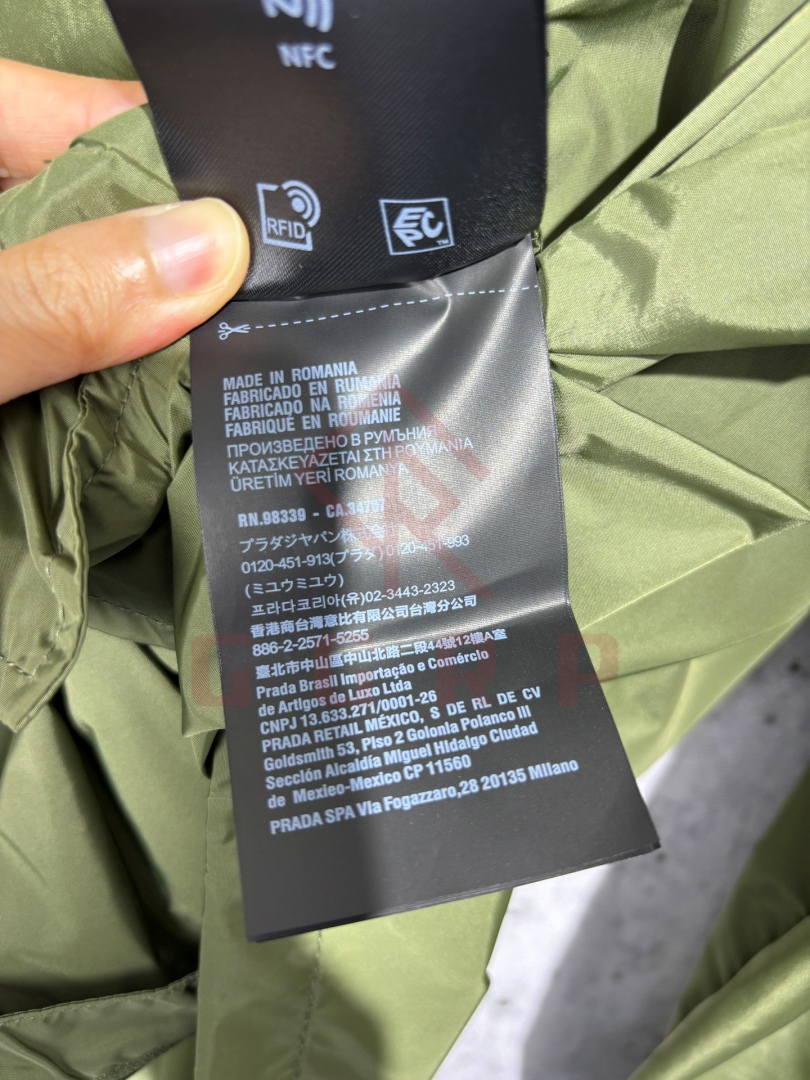 NFC
RFID
EPC™
MADE IN ROMANIA
FABRICADO EN RUMANIA
FABRICADO NA ROMENIA
FABRIQUÉ EN ROUMANIE
ПРОИЗВЕДЕНО В РУМЪНИЯ
ΚΑΤΑΣΚΕΥΑΖΕΤΑΙ ΣΤΗ ΡΟΥΜΑΝΙΑ
ÜRETİM YERİ ROMANYA
RN.98339 - CA.34797
プラダジャパン株式会社
0120-451-913(プラダ) 0120-451-993
(ミュウミュウ)
프라다코리아(유)02-3443-2323
香港商台灣意比有限公司台灣分公司
886-2-2571-5255
臺北市中山區中山北路二段44號12樓A室
Prada Brasil Importação e Comércio
de Artigos de Luxo Ltda
CNPJ 13.633.271/0001-26
PRADA RETAIL MÉXICO, S DE RL DE CV
Goldsmith 53, Piso 2 Golonia Polanco III
Sección Alcaldía Miguel Hidalgo Ciudad
de Mexieo-Mexico CP 11560
PRADA SPA Via Fogazzaro,28 20135 Milano